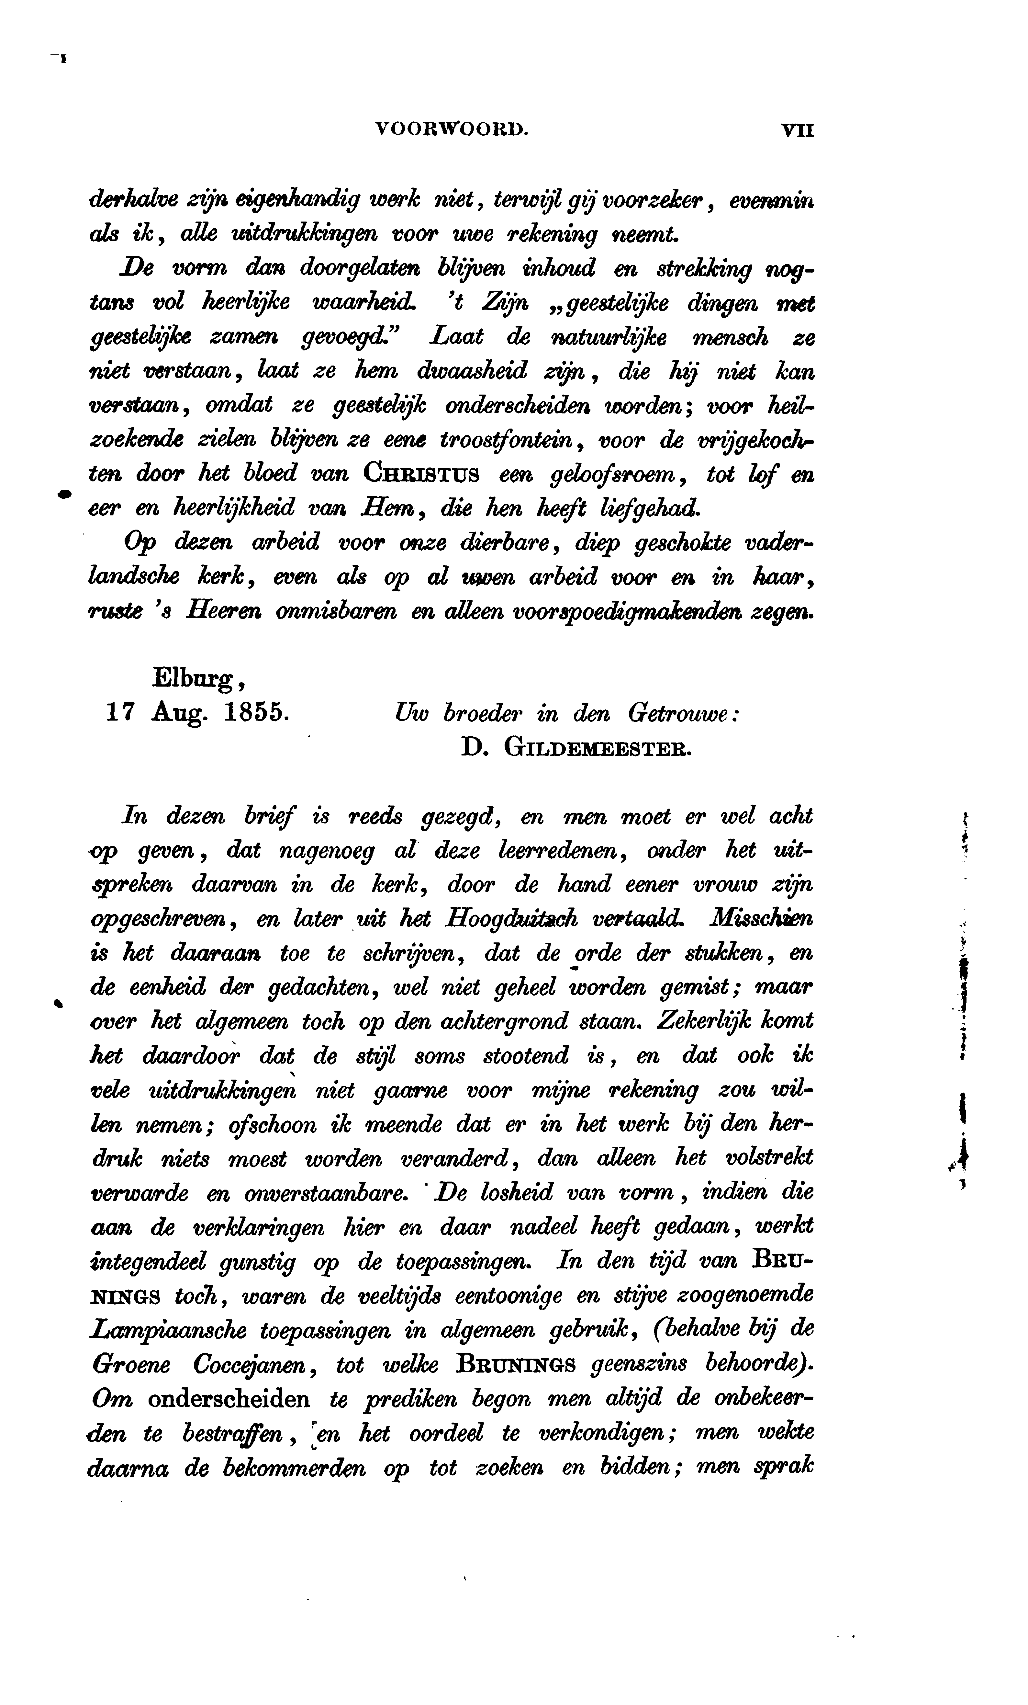 VOORWOORD. VII
derhalve zijn eigenhandig werk niet, terwijl gij voorzeker, evenmin
als ik, alle uitdrukkingen voor uwe rekening neemt.
De vorm dan doorgelaten blijven inhoud en strekking nog-
tans vol heerlijke waarheid. 't Zijn „geestelijke dingen met
geestelijke zamen gevoegd.” Laat de natuurlijke mensch ze
niet verstaan, laat ze hem dwaasheid zijn, die hij niet kan
verstaan, omdat ze geestelijk onderscheiden worden; voor heil-
zoekende zielen blijven ze eene troostfontein, voor de vrijgekoch-
ten door het bloed van CHRISTUS een geloofsroem, tot lof en
eer en heerlijkheid van Hem, die hen heeft liefgehad.
Op dezen arbeid voor onze dierbare, diep geschokte vader-
landsche kerk, even als op al uwen arbeid voor en in haar,
ruste 's Heeren onmisbaren en alleen voorspoedigmakenden zegen.
Elburg,
17 Aug. 1855. Uw broeder in den Getrouwe:
D. GILDEMEESTER.
In dezen brief is reeds gezegd, en men moet er wel acht
op geven, dat nagenoeg al deze leerredenen, onder het uit-
spreken daarvan in de kerk, door de hand eener vrouw zijn
opgeschreven, en later uit het Hoogduitsch vertaald. Misschien
is het daaraan toe te schrijven, dat de orde der stukken, en
de eenheid der gedachten, wel niet geheel worden gemist; maar
over het algemeen toch op den achtergrond staan. Zekerlijk komt
het daardoor dat de stijl soms stootend is, en dat ook ik
vele uitdrukkingen niet gaarne voor mijne rekening zou wil-
len nemen; ofschoon ik meende dat er in het werk bij den her-
druk niets moest worden veranderd, dan alleen het volstrekt
verwarde en onverstaanbare. De losheid van vorm, indien die
aan de verklaringen hier en daar nadeel heeft gedaan, werkt
integendeel gunstig op de toepassingen. In den tijd van BRU-
NINGS toch, waren de veeltijds eentoonige en stijve zoogenoemde
Lampiaansche toepassingen in algemeen gebruik, (behalve bij de
Groene Coccejanen, tot welke BRUNINGS geenszins behoorde).
Om onderscheiden te prediken begon men altijd de onbekeer-
den te bestraffen, en het oordeel te verkondigen; men wekte
daarna de bekommerden op tot zoeken en bidden; men sprak